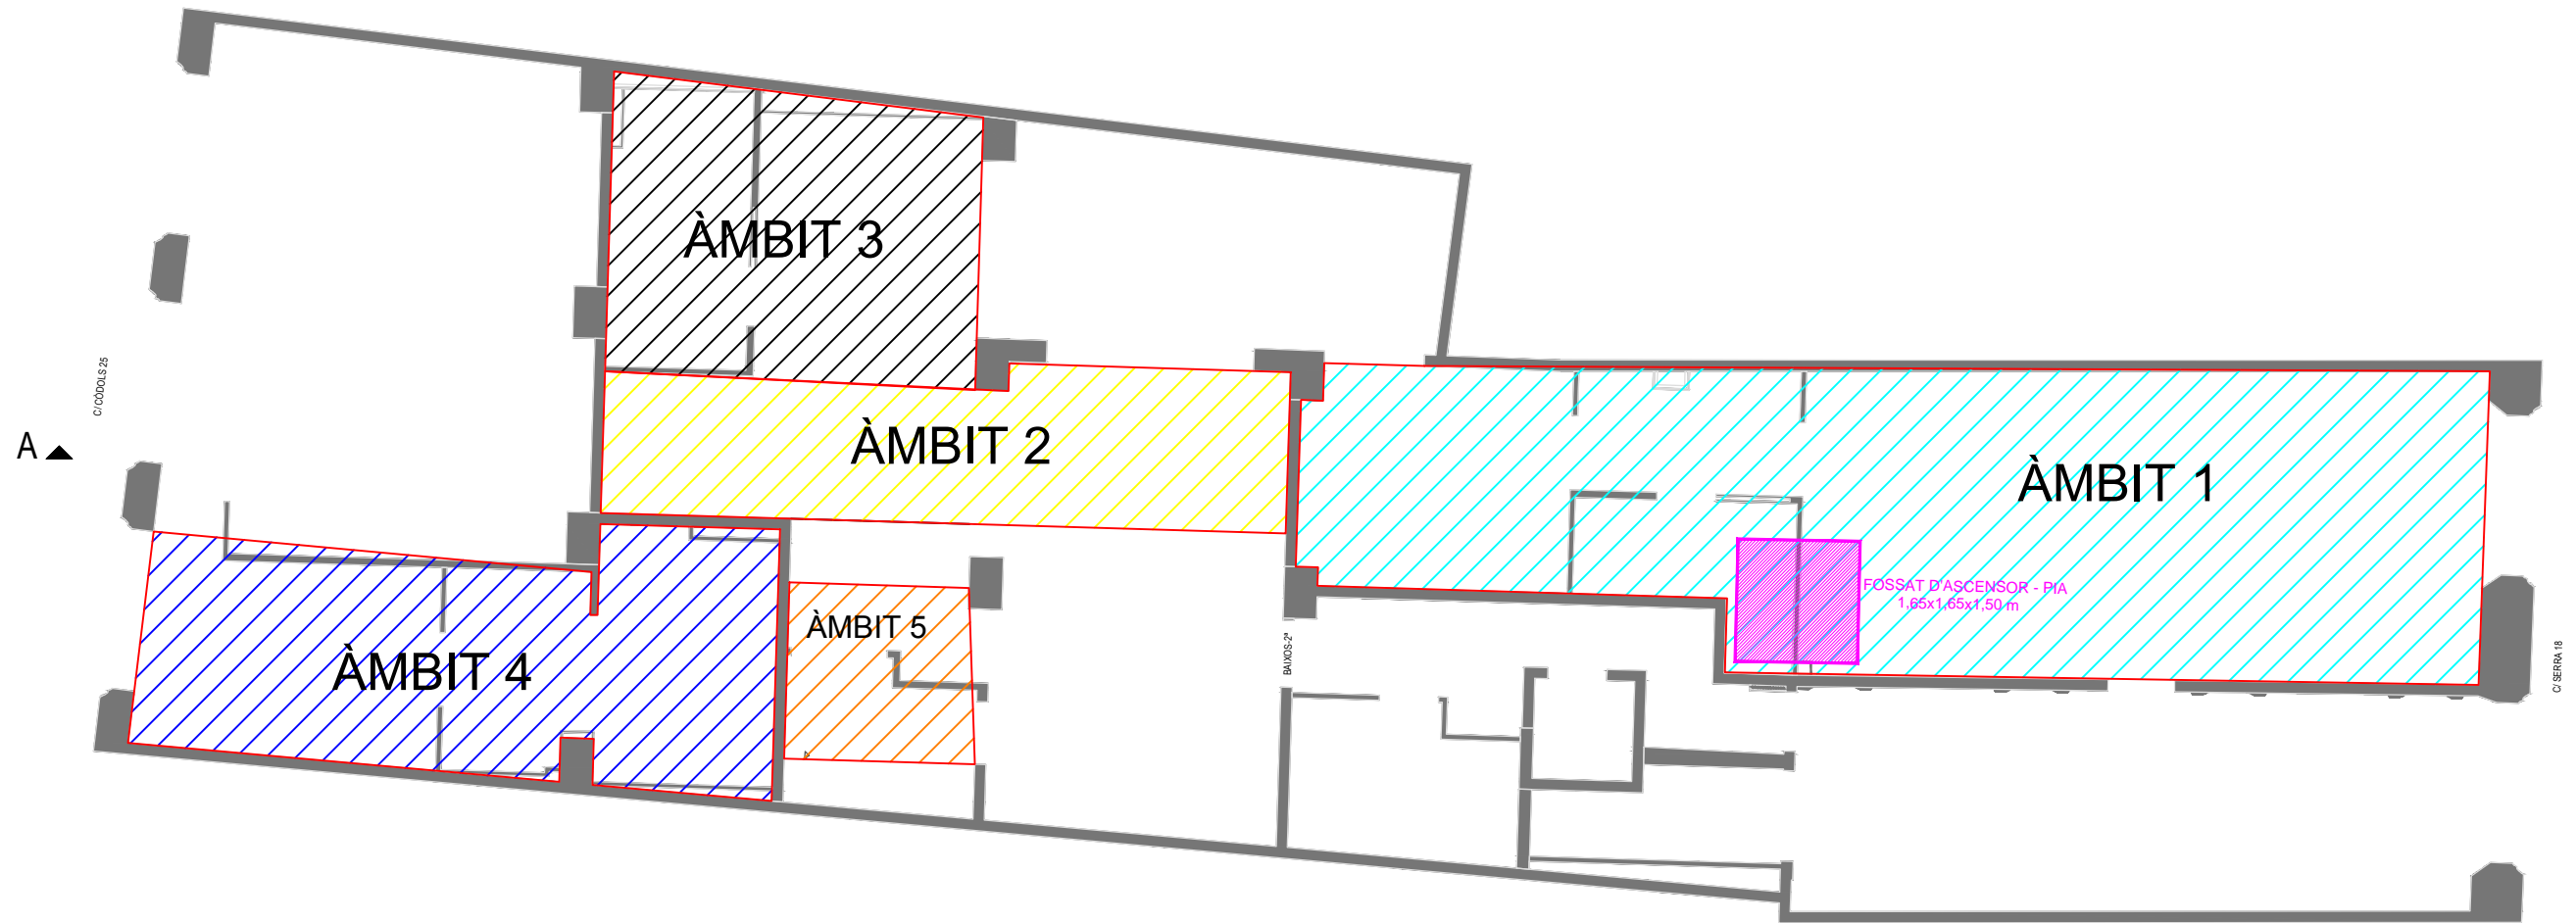 ÀMBIT 3
C/CÒDOLS 25
A
ÀMBIT 2
ÀMBIT 1
FOSSAT D'ASCENSOR - PIA
1,65x1,65x1,50 m
ÀMBIT 5
ÀMBIT 4
BAIXOS-2ª
C/ SERRA 18